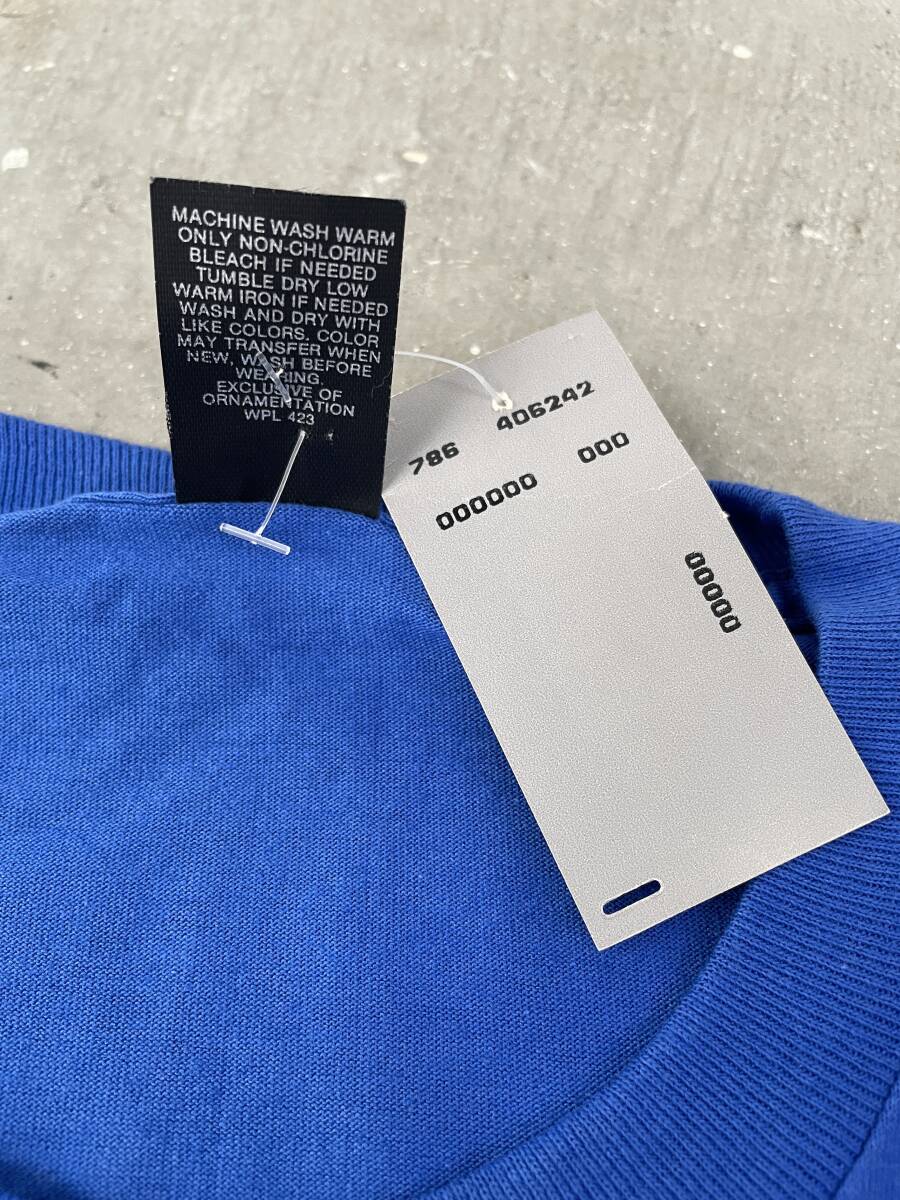 MACHINE WASH WARM
ONLY NON-CHLORINE
BLEACH IF NEEDED
TUMBLE DRY LOW
WARM IRON IF NEEDED
WASH AND DRY WITH
LIKE COLORS. COLOR
MAY TRANSFER WHEN
NEW, WASH BEFORE
WEARING.
EXCLUSIVE OF
ORNAMENTATION
WPL 423
786 406242
000000 000
00000